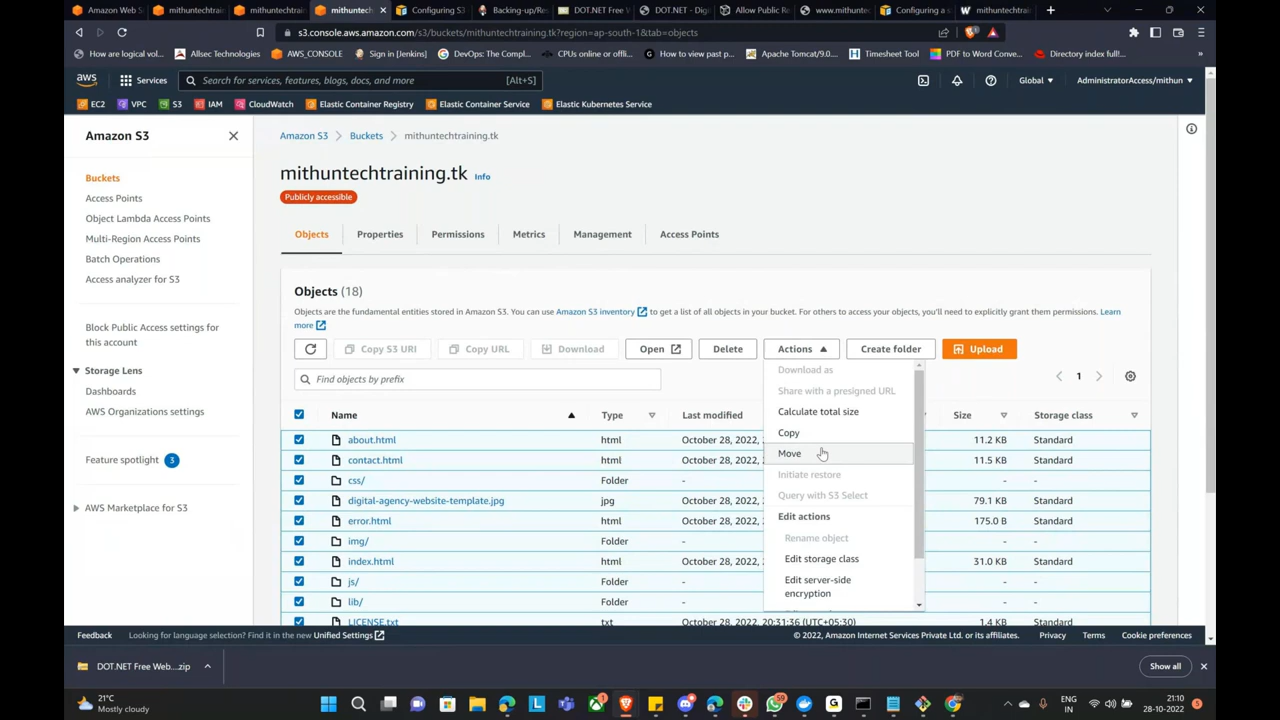 Amazon Web S
mithuntechtrain
mithuntechtrain
mithuntech
Configuring S3
Backing-up/Res
DOT.NET Free W
DOT.NET - Digi
Allow Public Re
www.mithuntec
Configuring a s
mithuntechtrain
s3.console.aws.amazon.com/s3/buckets/mithuntechtraining.tk?region=ap-south-1&tab=objects
How are logical vol...
Allsec Technologies
AWS_CONSOLE
Sign in [Jenkins]
DevOps: The Compl...
CPUs online or offlin...
How to view past p...
Apache Tomcat/9.0....
Timesheet Tool
PDF to Word Conve...
Directory index full!...
aws
Services
Search for services, features, blogs, docs, and more
[Alt+S]
Global
AdministratorAccess/mithun
EC2
VPC
S3
IAM
CloudWatch
Elastic Container Registry
Elastic Container Service
Elastic Kubernetes Service
Amazon S3
Buckets
Access Points
Object Lambda Access Points
Multi-Region Access Points
Batch Operations
Access analyzer for S3
Block Public Access settings for
this account
Storage Lens
Dashboards
AWS Organizations settings
Feature spotlight 3
AWS Marketplace for S3
Amazon S3 > Buckets > mithuntechtraining.tk
mithuntechtraining.tk Info
Publicly accessible
Objects
Properties
Permissions
Metrics
Management
Access Points
Objects (18)
Objects are the fundamental entities stored in Amazon S3. You can use Amazon S3 inventory to get a list of all objects in your bucket. For others to access your objects, you'll need to explicitly grant them permissions. Learn
more
Copy S3 URI
Copy URL
Download
Open
Delete
Actions
Create folder
Upload
Find objects by prefix
1
Download as
Share with a presigned URL
Calculate total size
Copy
Move
Initiate restore
Query with S3 Select
Edit actions
Rename object
Edit storage class
Edit server-side
encryption
Name Type Last modified Size Storage class
about.html html October 28, 2022, 2 11.2 KB Standard
contact.html html October 28, 2022, 2 11.5 KB Standard
css/ Folder - - -
digital-agency-website-template.jpg jpg October 28, 2022, 2 79.1 KB Standard
error.html html October 28, 2022, 2 175.0 B Standard
img/ Folder - - -
index.html html October 28, 2022, 2 31.0 KB Standard
js/ Folder - - -
lib/ Folder - - -
LICENSE.txt txt October 28, 2022, 20:31:36 (UTC+05:30) 1.4 KB Standard
Feedback
Looking for language selection? Find it in the new Unified Settings
© 2022, Amazon Internet Services Private Ltd. or its affiliates.
Privacy
Terms
Cookie preferences
DOT.NET Free Web....zip
Show all
21°C
Mostly cloudy
59
ENG
IN
21:10
28-10-2022